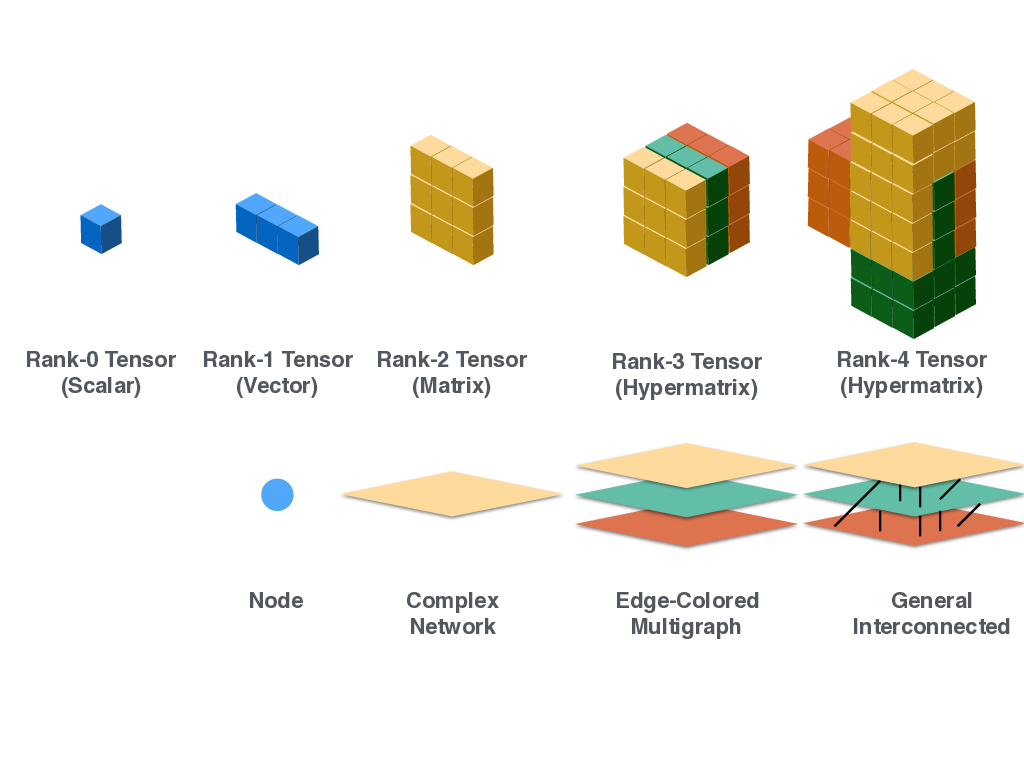 Rank-0 Tensor
(Scalar)
Rank-1 Tensor
(Vector)
Rank-2 Tensor
(Matrix)
Rank-3 Tensor
(Hypermatrix)
Rank-4 Tensor
(Hypermatrix)
Node
Complex
Network
Edge-Colored
Multigraph
General
Interconnected